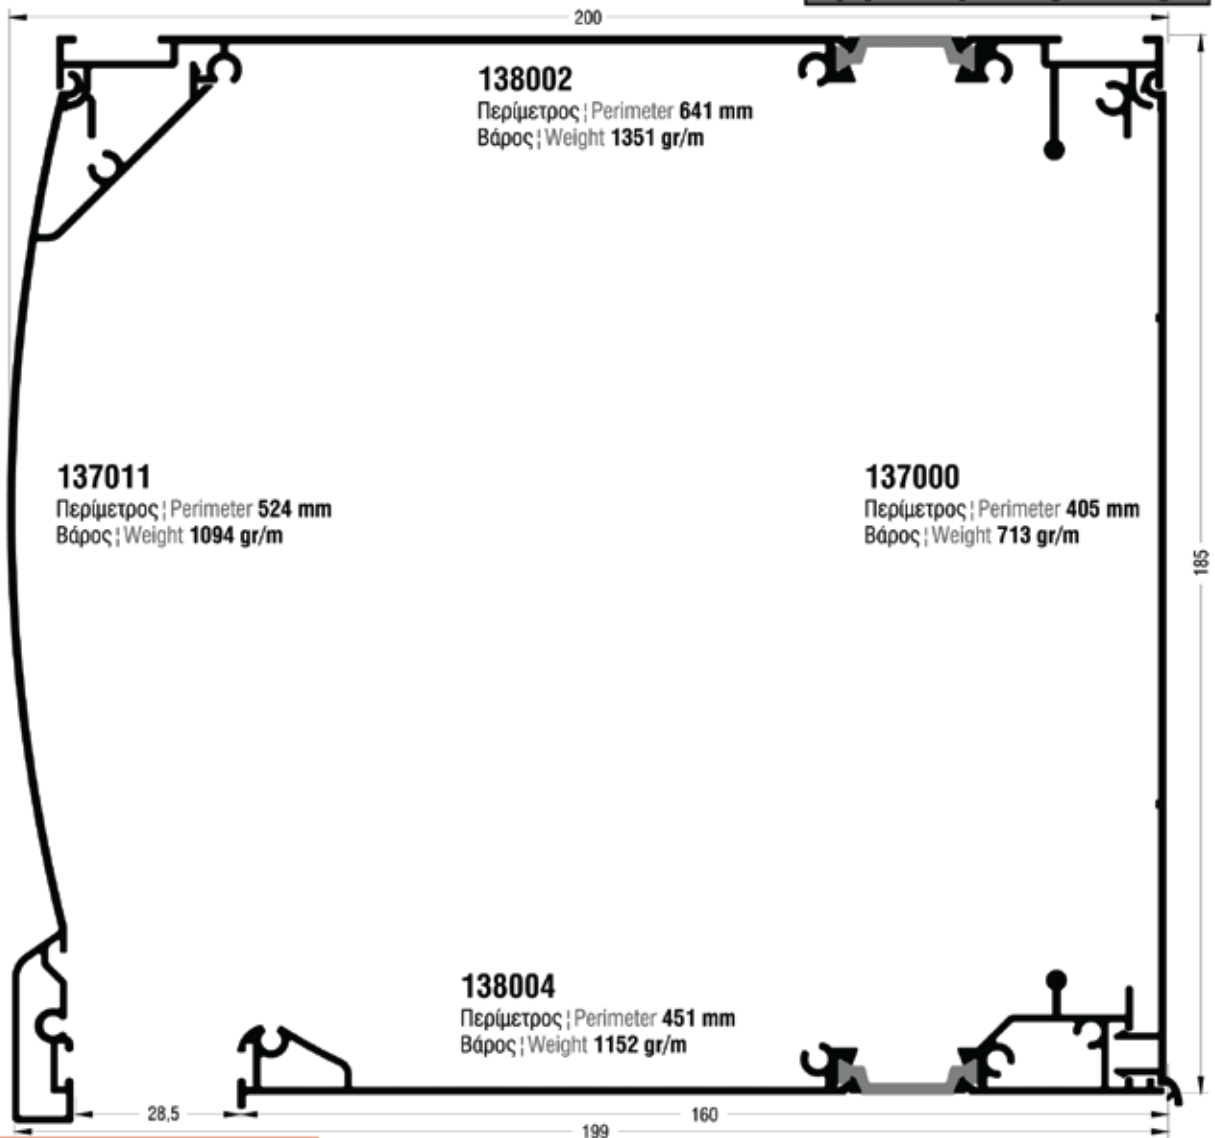 200
138002
Περίμετρος ¦ Perimeter 641 mm
Βάρος ¦ Weight 1351 gr/m
137011
Περίμετρος ¦ Perimeter 524 mm
Βάρος ¦ Weight 1094 gr/m
137000
Περίμετρος ¦ Perimeter 405 mm
Βάρος ¦ Weight 713 gr/m
185
138004
Περίμετρος ¦ Perimeter 451 mm
Βάρος ¦ Weight 1152 gr/m
28,5
160
199